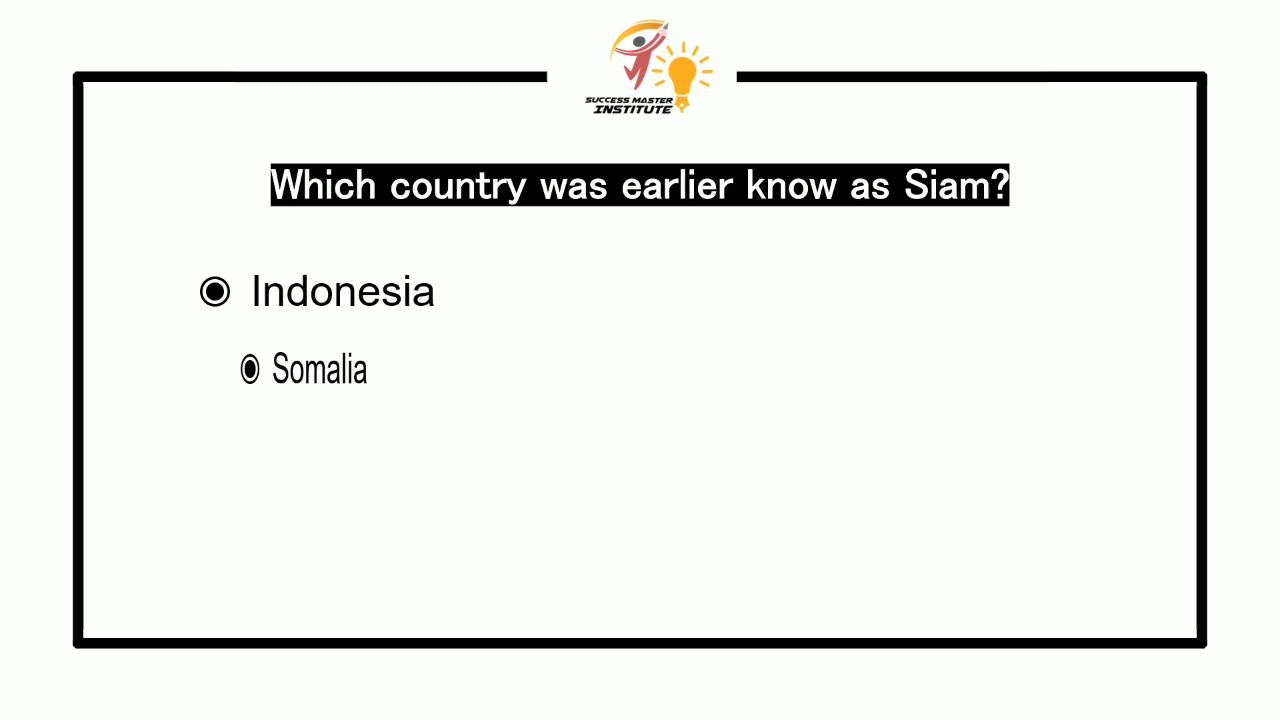 SUCCESS MASTER
INSTITUTE
Which country was earlier know as Siam?
Indonesia
Somalia